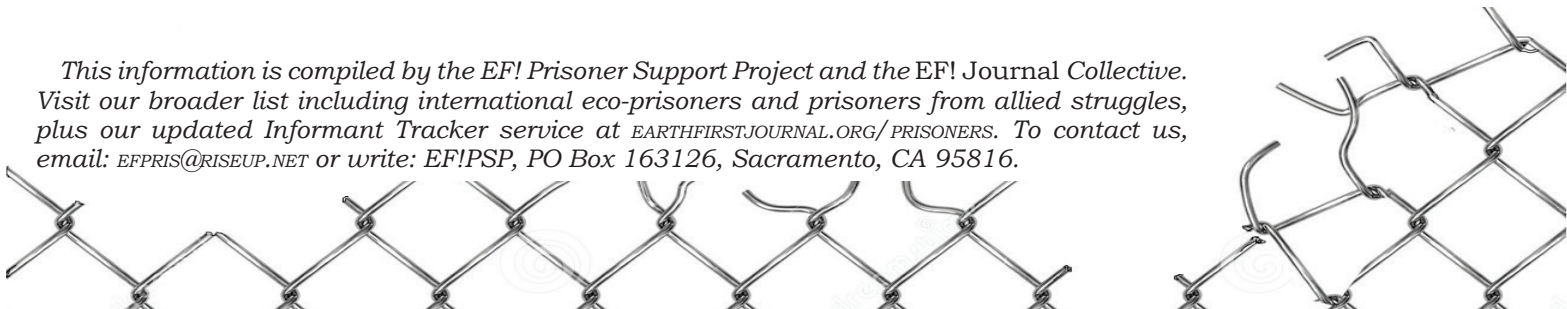 This information is compiled by the EF! Prisoner Support Project and the EF! Journal Collective.
Visit our broader list including international eco-prisoners and prisoners from allied struggles,
plus our updated Informant Tracker service at EARTHFIRSTJOURNAL.ORG/PRISONERS. To contact us,
email: EFPRIS@RISEUP.NET or write: EF!PSP, PO Box 163126, Sacramento, CA 95816.